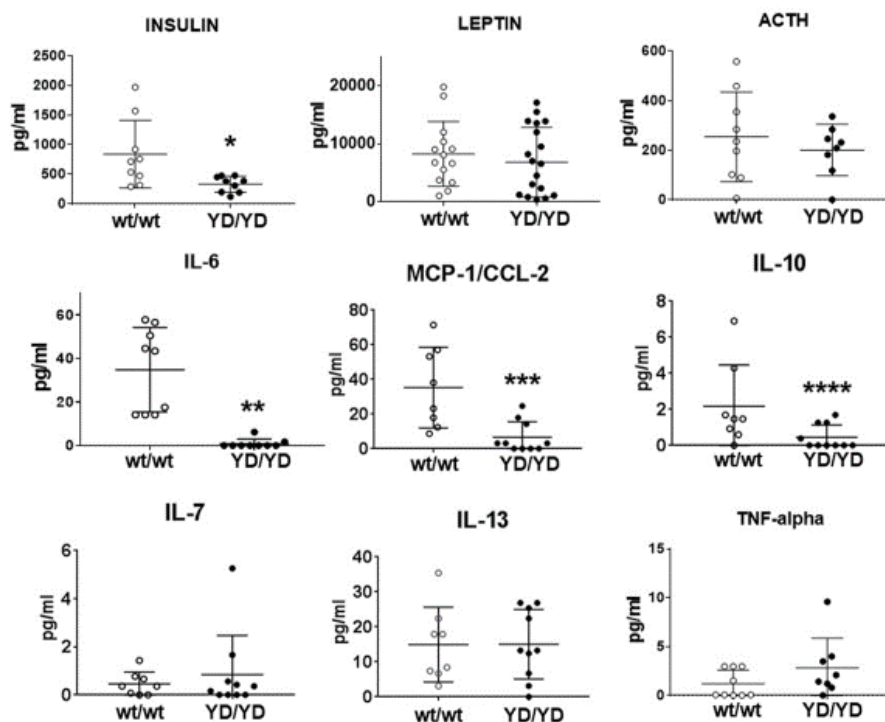 INSULIN
pg/ml
2500
2000
1500
1000
500
0
*
wt/wt YD/YD
LEPTIN
pg/ml
20000
10000
0
wt/wt YD/YD
ACTH
pg/ml
600
400
200
0
wt/wt YD/YD
IL-6
pg/ml
60
40
20
0
**
wt/wt YD/YD
MCP-1/CCL-2
pg/ml
80
60
40
20
0
***
wt/wt YD/YD
IL-10
pg/ml
8
6
4
2
0
****
wt/wt YD/YD
IL-7
pg/ml
6
4
2
0
wt/wt YD/YD
IL-13
pg/ml
40
30
20
10
0
wt/wt YD/YD
TNF-alpha
pg/ml
15
10
5
0
wt/wt YD/YD